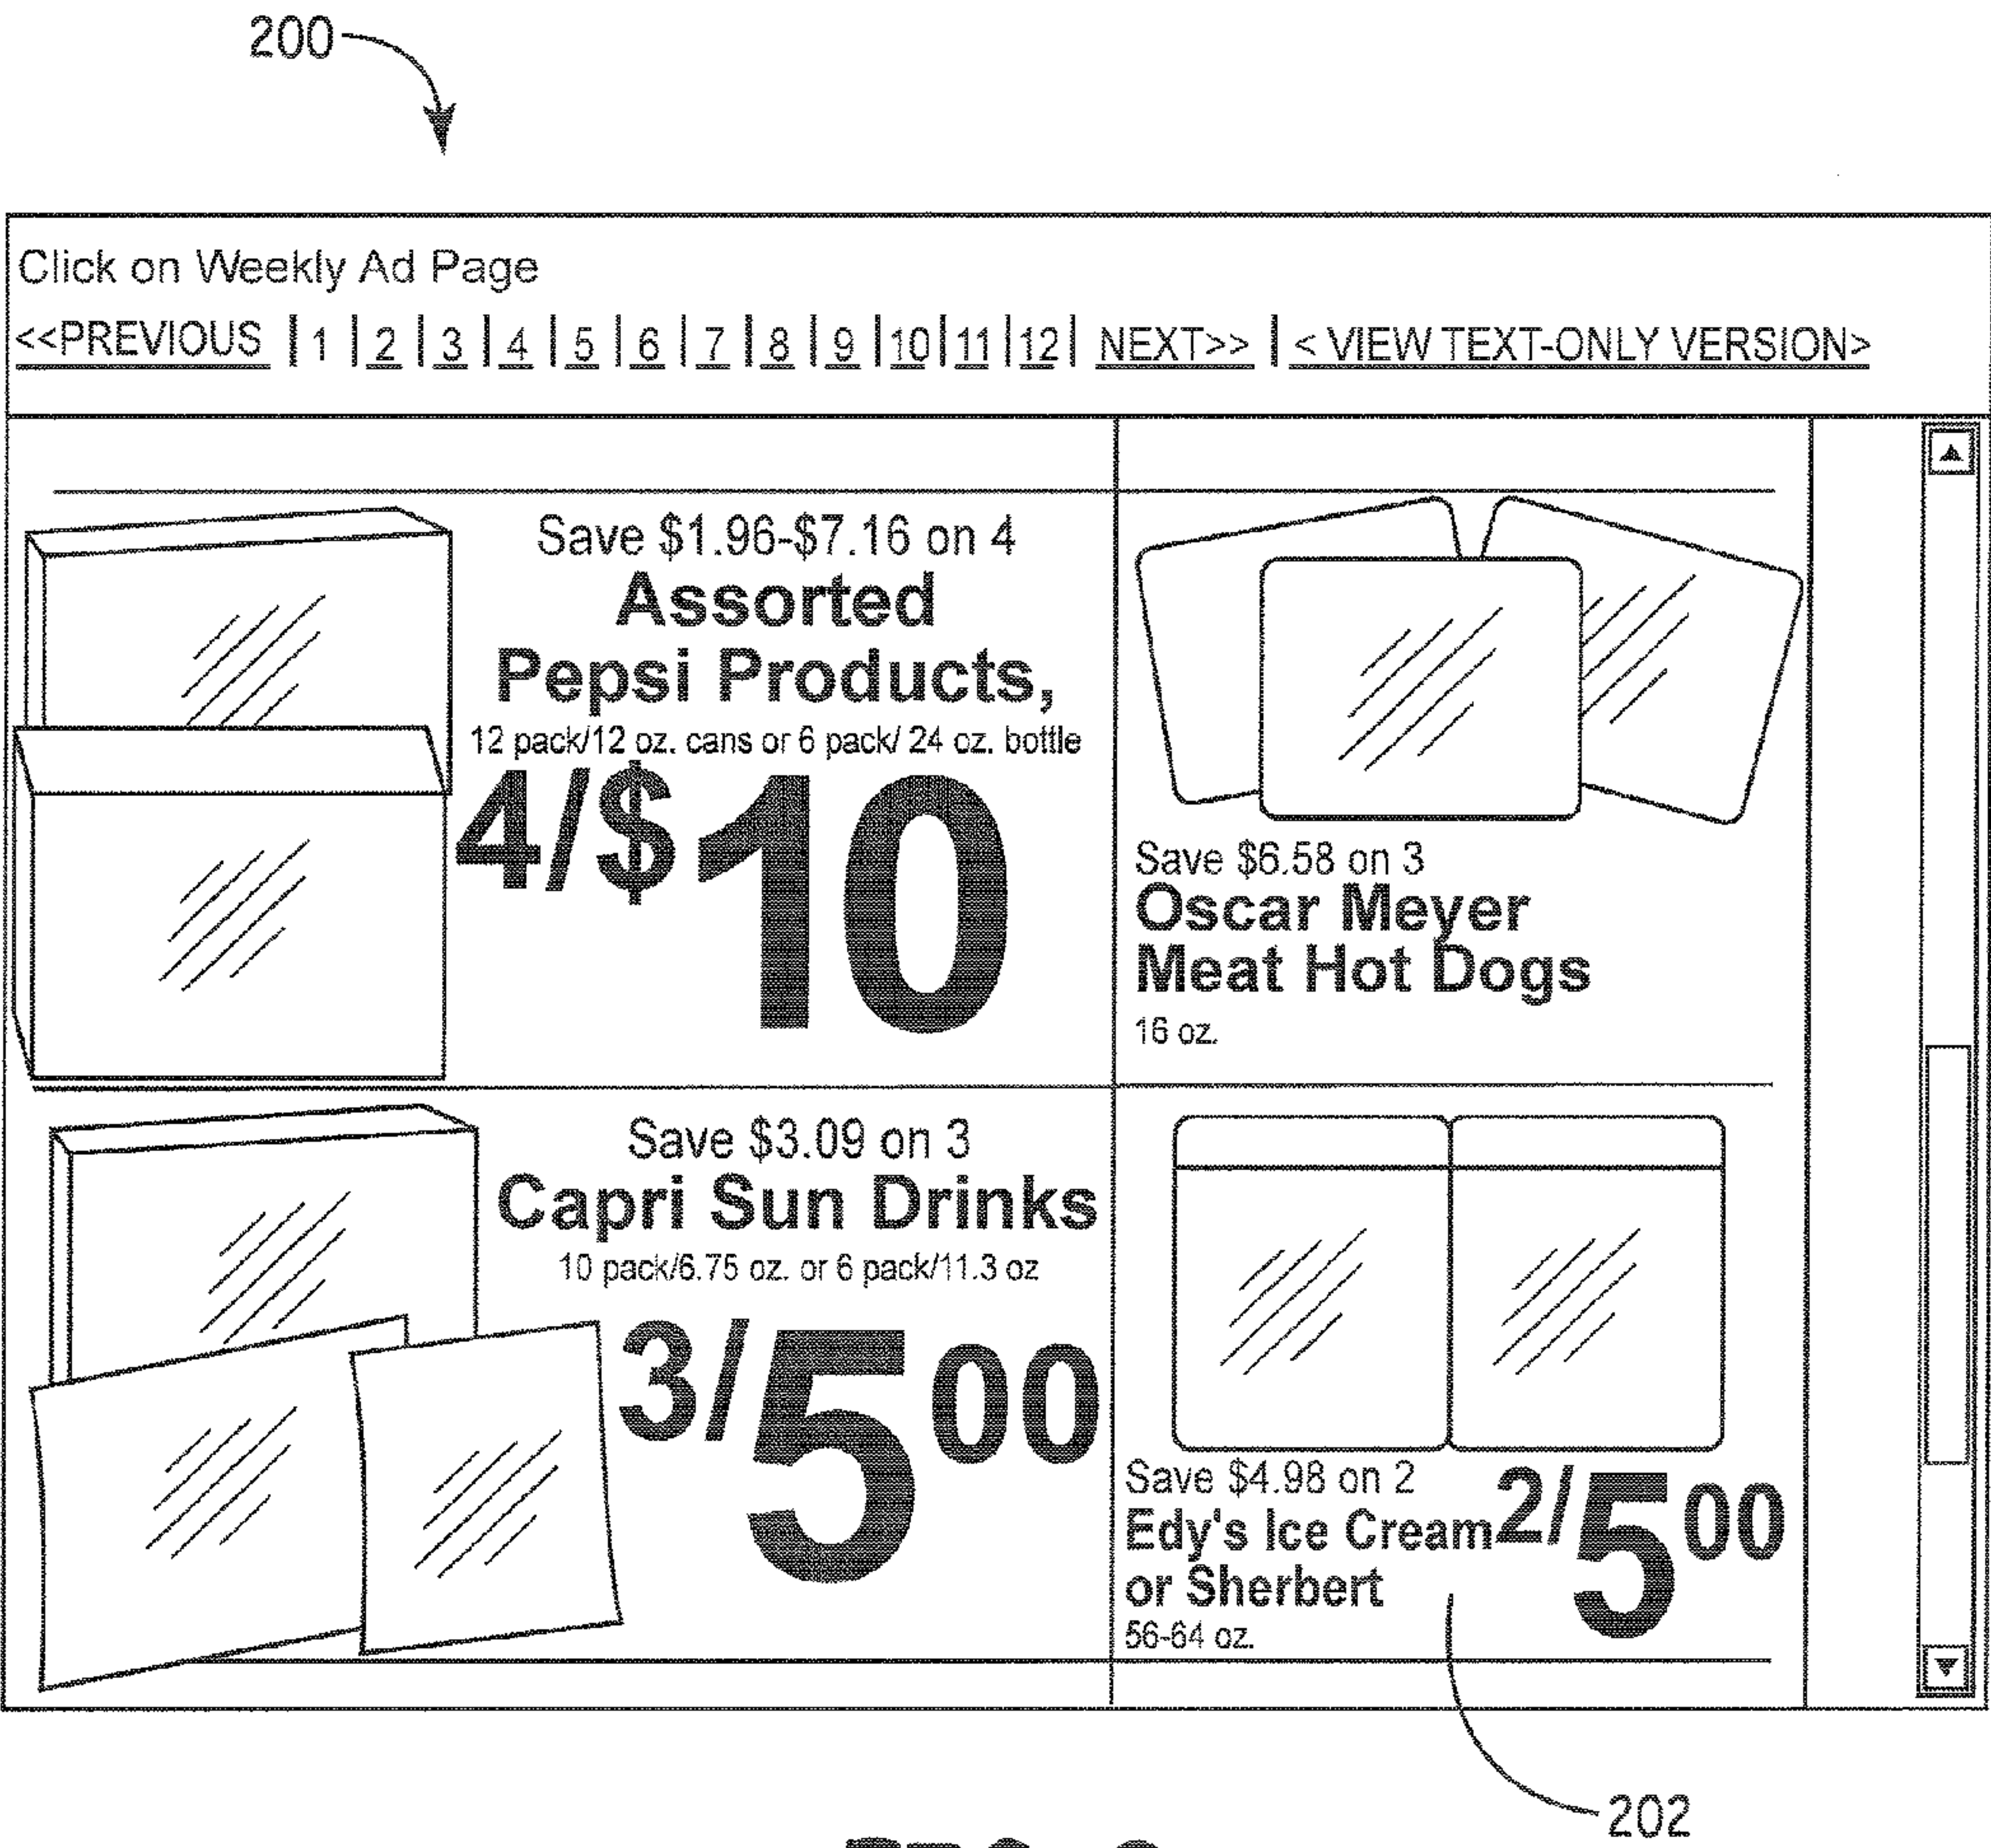 200
Click on Weekly Ad Page
<<PREVIOUS | 1 | 2 | 3 | 4 | 5 | 6 | 7 | 8 | 9 | 10 | 11 | 12 | NEXT>> | < VIEW TEXT-ONLY VERSION>
Save $1.96-$7.16 on 4
Assorted
Pepsi Products,
12 pack/12 oz. cans or 6 pack/ 24 oz. bottle
4/$10
Save $6.58 on 3
Oscar Meyer
Meat Hot Dogs
16 oz.
Save $3.09 on 3
Capri Sun Drinks
10 pack/6.75 oz. or 6 pack/11.3 oz
3/5 00
Save $4.98 on 2
Edy's Ice Cream
or Sherbert
56-64 oz.
2/5 00
202